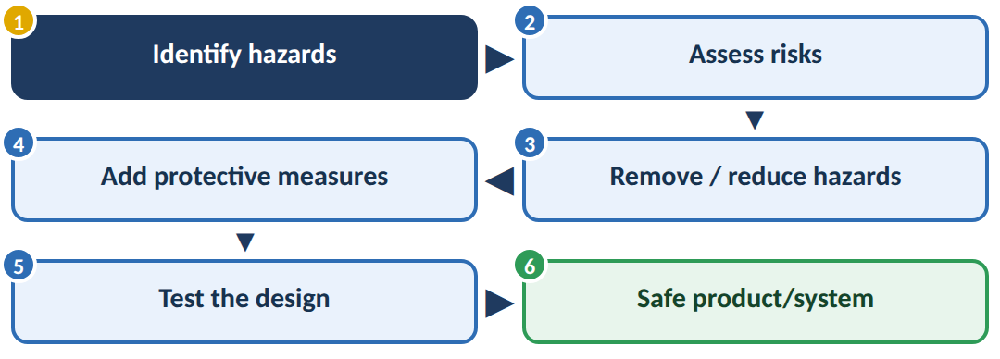 1
Identify hazards
2
Assess risks
3
Remove / reduce hazards
4
Add protective measures
5
Test the design
6
Safe product/system